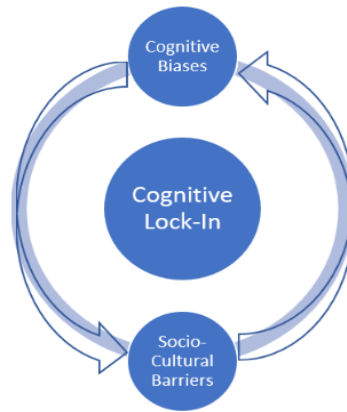 Cognitive
Biases
Cognitive
Lock-In
Socio-
Cultural
Barriers